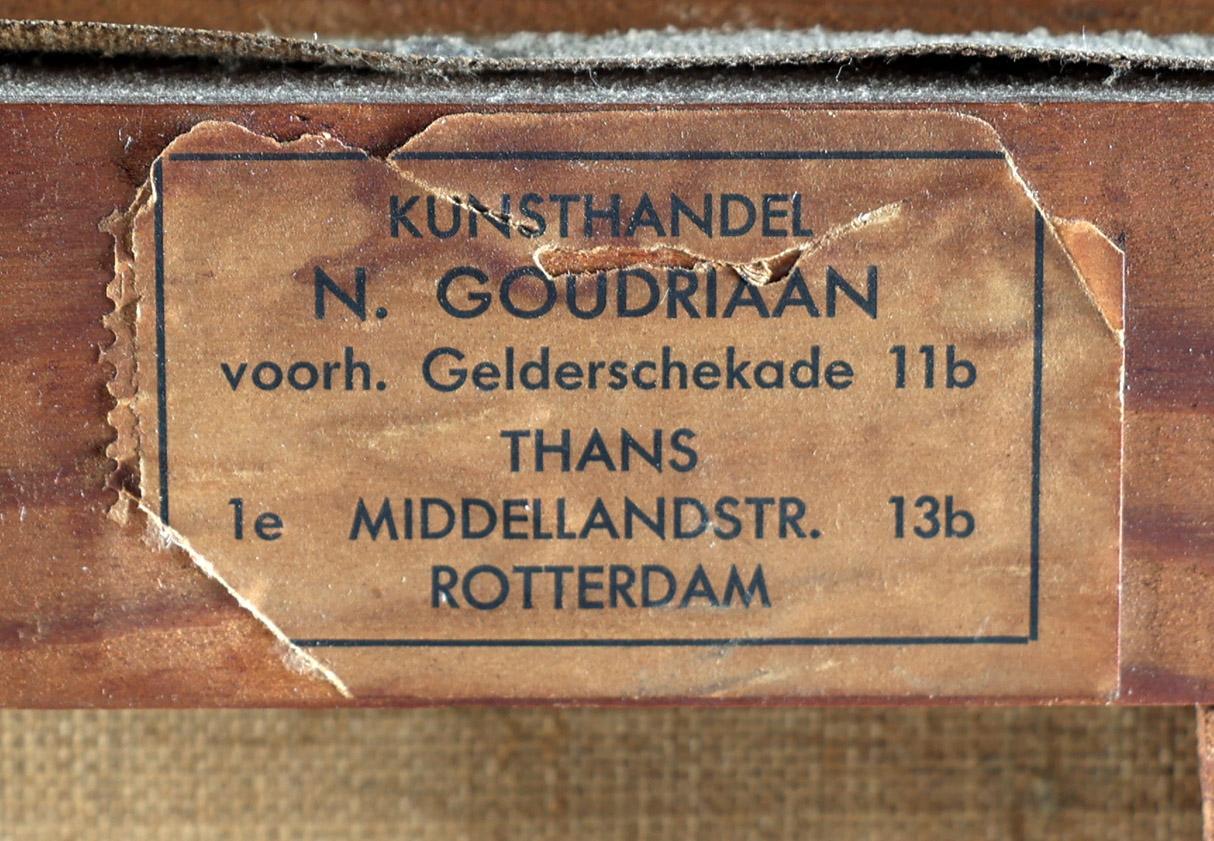 KUNSTHANDEL
N. GOUDRIAAN
voorh. Gelderschekade 11b
THANS
1e MIDDELLANDSTR. 13b
ROTTERDAM